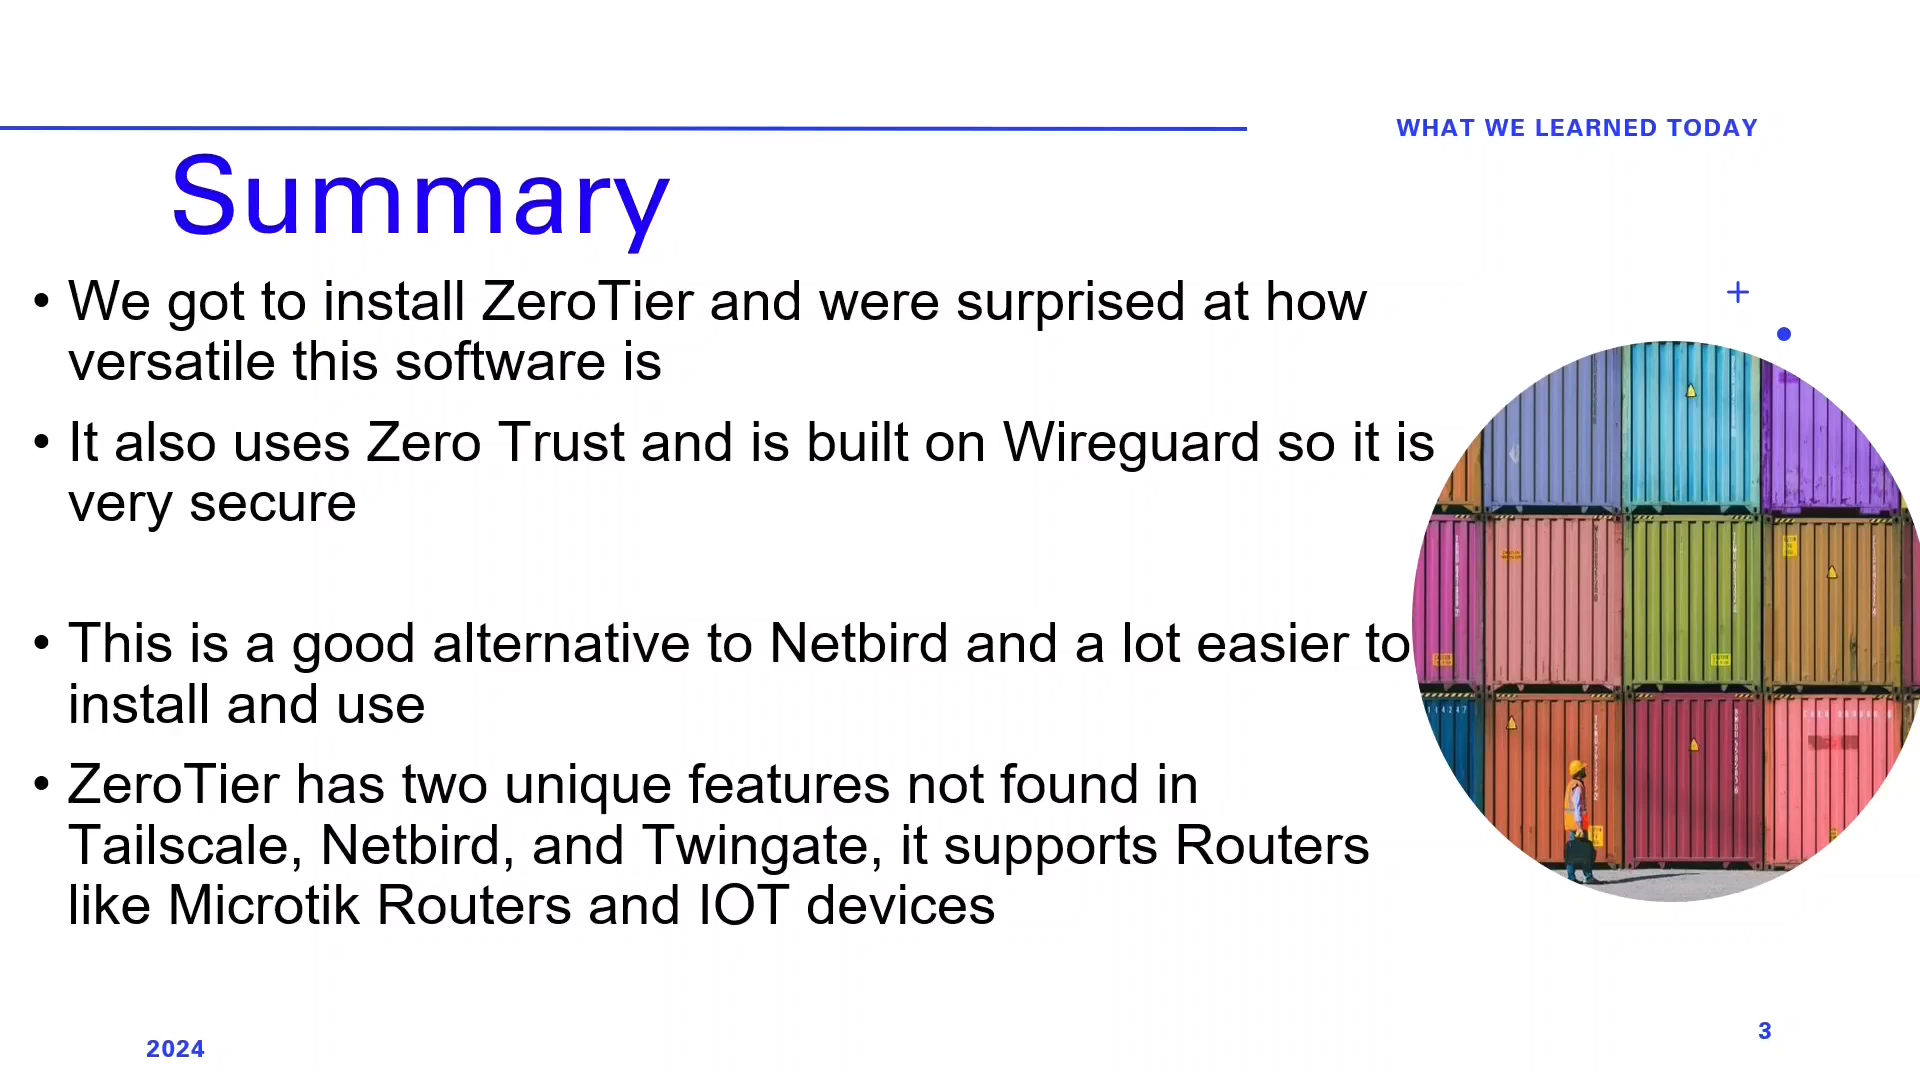 WHAT WE LEARNED TODAY
Summary
• We got to install ZeroTier and were surprised at how
versatile this software is
• It also uses Zero Trust and is built on Wireguard so it is
very secure
• This is a good alternative to Netbird and a lot easier to
install and use
• ZeroTier has two unique features not found in
Tailscale, Netbird, and Twingate, it supports Routers
like Microtik Routers and IOT devices
2024
3